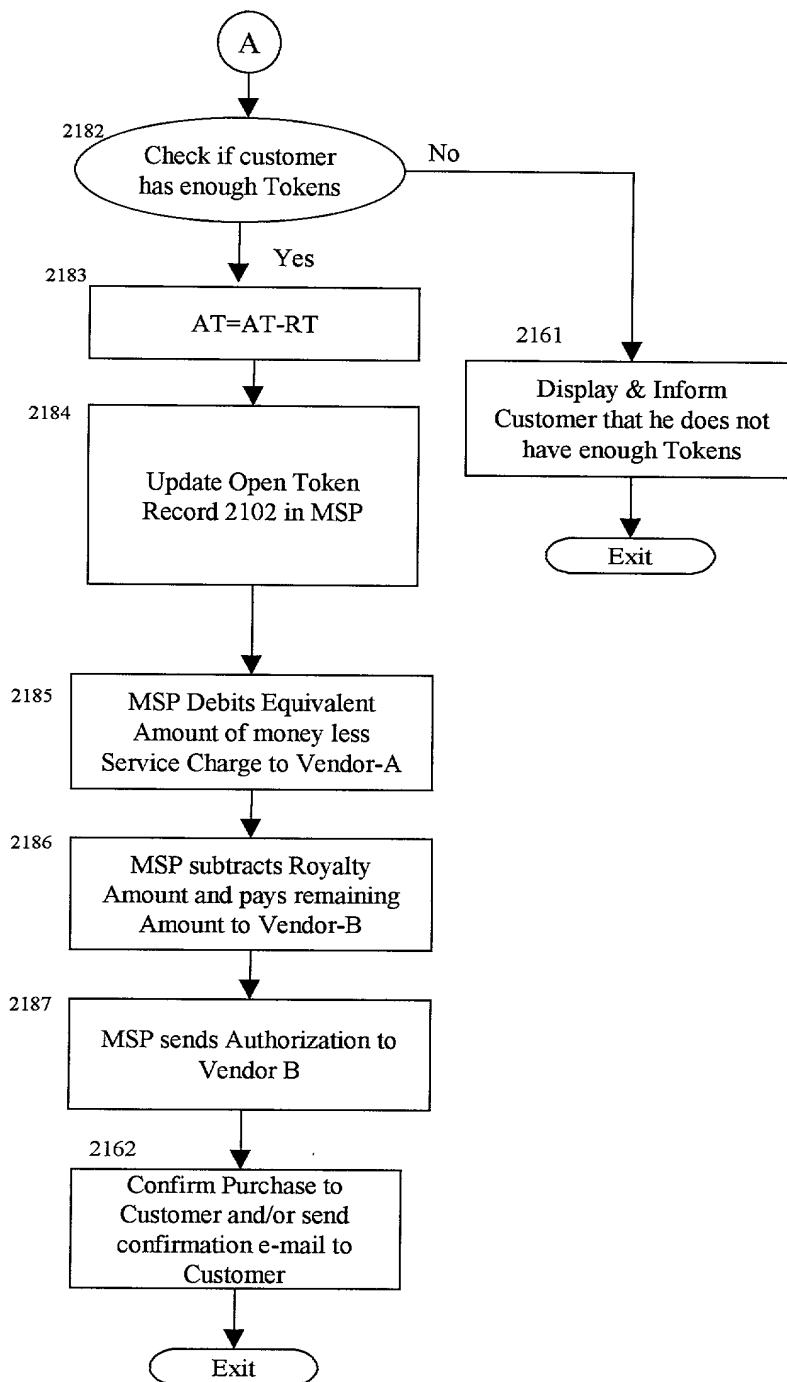 A
2182
Check if customer
has enough Tokens
No
Yes
2183
AT=AT-RT
2161
Display & Inform
Customer that he does not
have enough Tokens
Exit
2184
Update Open Token
Record 2102 in MSP
2185
MSP Debits Equivalent
Amount of money less
Service Charge to Vendor-A
2186
MSP subtracts Royalty
Amount and pays remaining
Amount to Vendor-B
2187
MSP sends Authorization to
Vendor B
2162
Confirm Purchase to
Customer and/or send
confirmation e-mail to
Customer
Exit